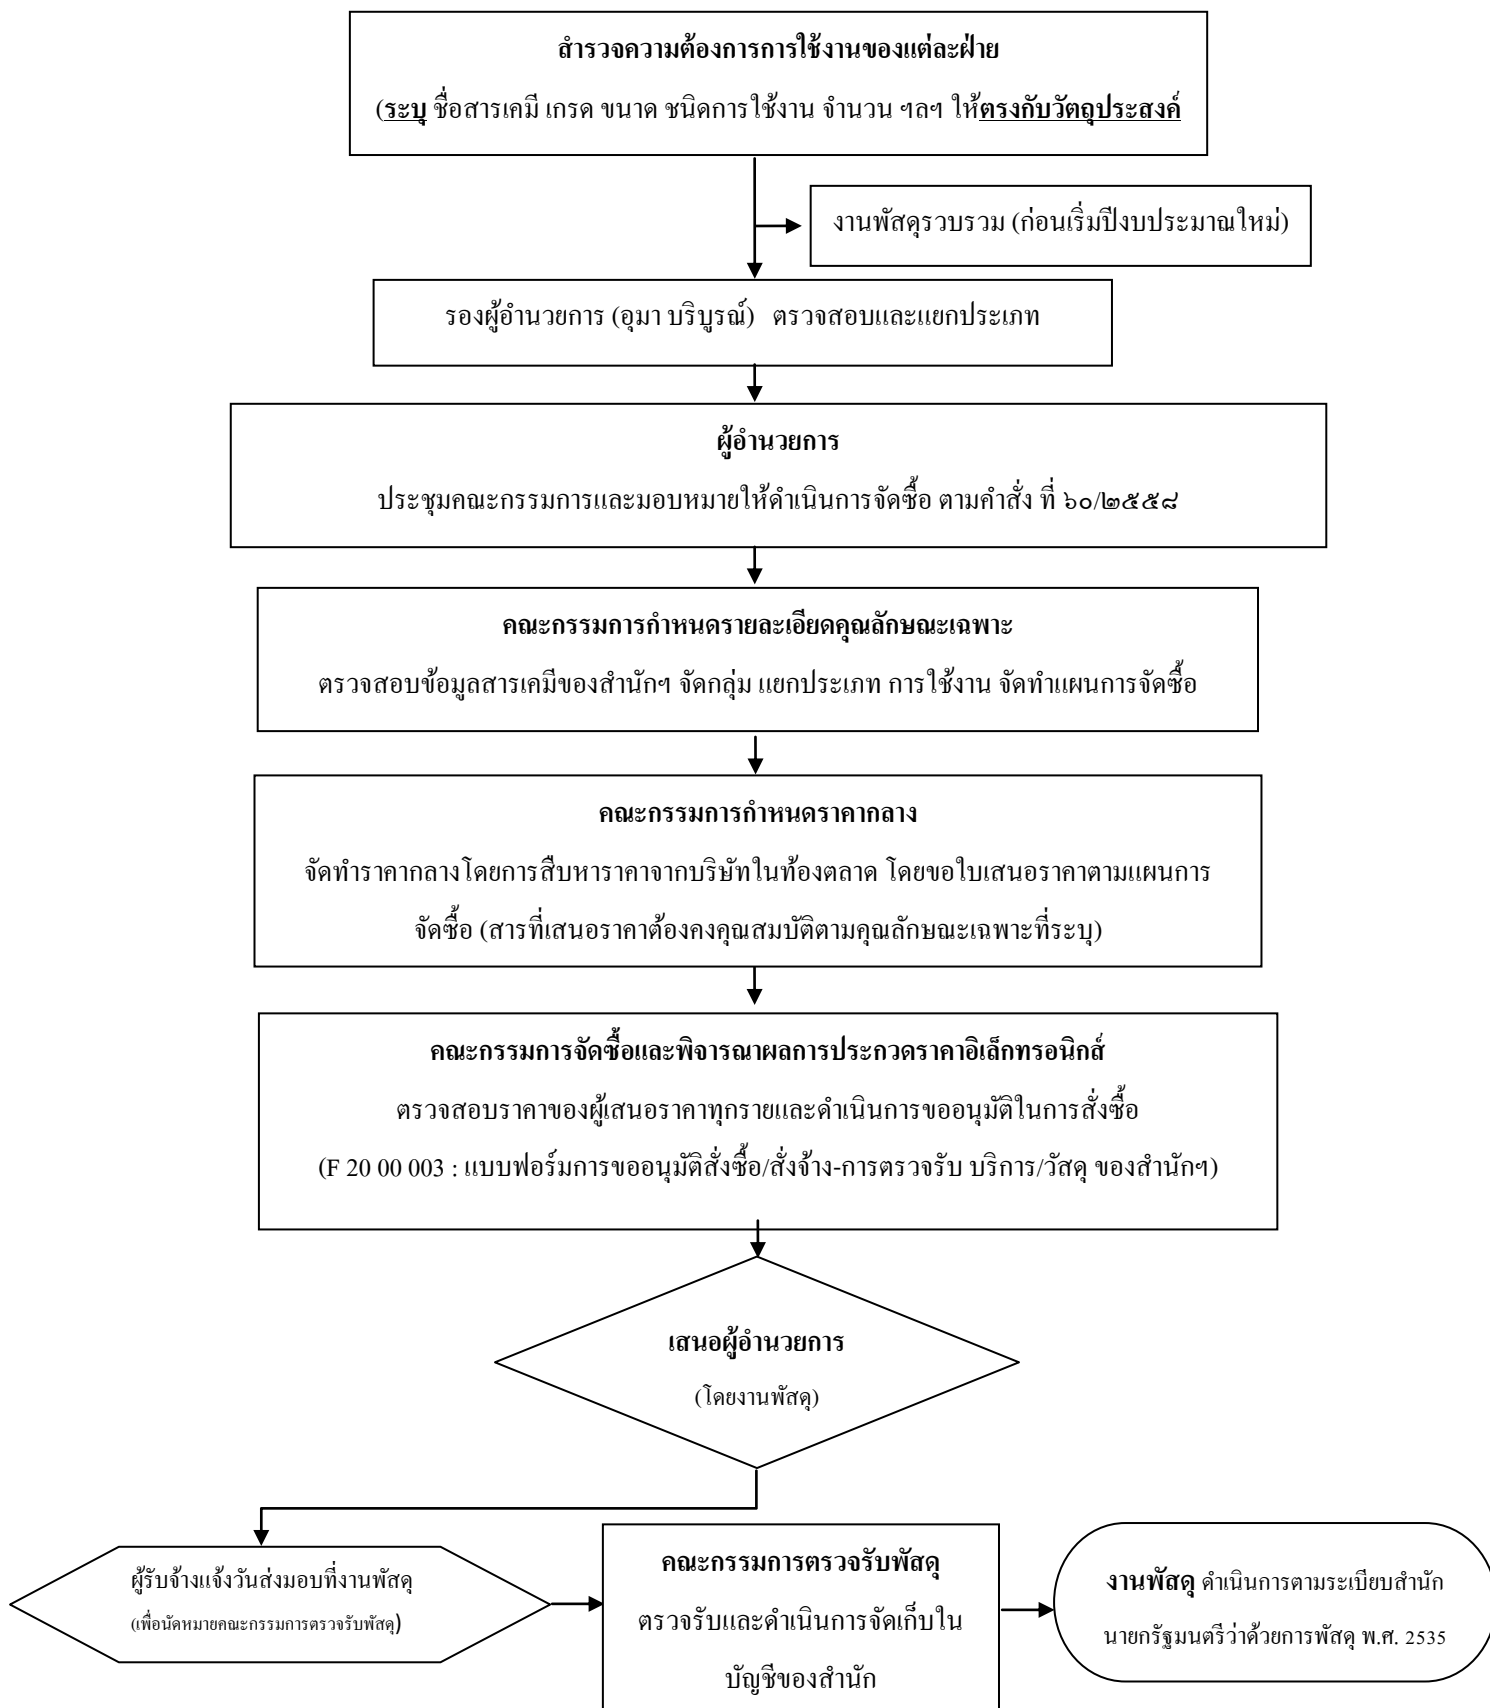 สำรวจความต้องการการใช้งานของแต่ละฝ่าย
(ระบุ ชื่อสารเคมี เกรด ขนาด ชนิดการใช้งาน จำนวน ฯลฯ ให้ตรงกับวัตถุประสงค์
งานพัสดุรวบรวม (ก่อนเริ่มปีงบประมาณใหม่)
รองผู้อำนวยการ (อุมา บริบูรณ์) ตรวจสอบและแยกประเภท
ผู้อำนวยการ
ประชุมคณะกรรมการและมอบหมายให้ดำเนินการจัดซื้อ ตามคำสั่ง ที่ ๖๐/๒๕๕๘
คณะกรรมการกำหนดรายละเอียดคุณลักษณะเฉพาะ
ตรวจสอบข้อมูลสารเคมีของสำนักฯ จัดกลุ่ม แยกประเภท การใช้งาน จัดทำแผนการจัดซื้อ
คณะกรรมการกำหนดราคากลาง
จัดทำราคากลางโดยการสืบหาราคาจากบริษัทในท้องตลาด โดยขอใบเสนอราคาตามแผนการ
จัดซื้อ (สารที่เสนอราคาต้องคงคุณสมบัติตามคุณลักษณะเฉพาะที่ระบุ)
คณะกรรมการจัดซื้อและพิจารณาผลการประกวดราคาอิเล็กทรอนิกส์
ตรวจสอบราคาของผู้เสนอราคาทุกรายและดำเนินการขออนุมัติในการสั่งซื้อ
(F 20 00 003 : แบบฟอร์มการขออนุมัติสั่งซื้อ/สั่งจ้าง-การตรวจรับ บริการ/วัสดุ ของสำนักฯ)
เสนอผู้อำนวยการ
(โดยงานพัสดุ)
ผู้รับจ้างแจ้งวันส่งมอบที่งานพัสดุ
(เพื่อนัดหมายคณะกรรมการตรวจรับพัสดุ)
คณะกรรมการตรวจรับพัสดุ
ตรวจรับและดำเนินการจัดเก็บใน
บัญชีของสำนัก
งานพัสดุ ดำเนินการตามระเบียบสำนัก
นายกรัฐมนตรีว่าด้วยการพัสดุ พ.ศ. 2535